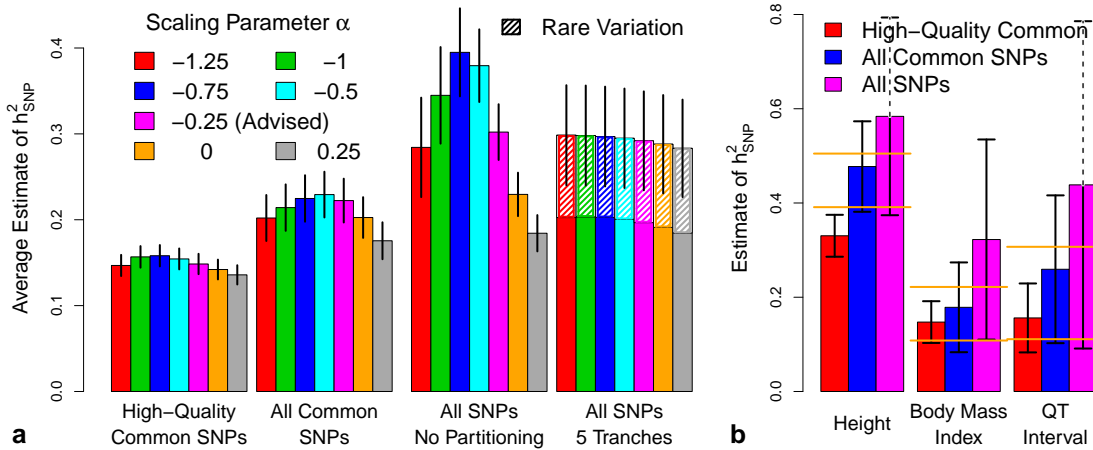 Scaling Parameter α
−1.25
−1
−0.75
−0.5
−0.25 (Advised)
0
0.25
Rare Variation
Average Estimate of h²SNP
0.0
0.1
0.2
0.3
0.4
High−Quality
Common SNPs
All Common
SNPs
All SNPs
No Partitioning
All SNPs
5 Tranches
a
High−Quality Common
All Common SNPs
All SNPs
Estimate of h²SNP
0.0
0.2
0.4
0.6
0.8
Height
Body Mass
Index
QT
Interval
b